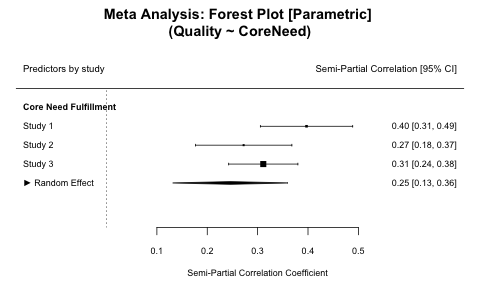 Meta Analysis: Forest Plot [Parametric]
(Quality ~ CoreNeed)
Predictors by study Semi-Partial Correlation [95% CI]
Core Need Fulfillment
Study 1 0.40 [0.31, 0.49]
Study 2 0.27 [0.18, 0.37]
Study 3 0.31 [0.24, 0.38]
► Random Effect 0.25 [0.13, 0.36]
0.1 0.2 0.3 0.4 0.5
Semi-Partial Correlation Coefficient